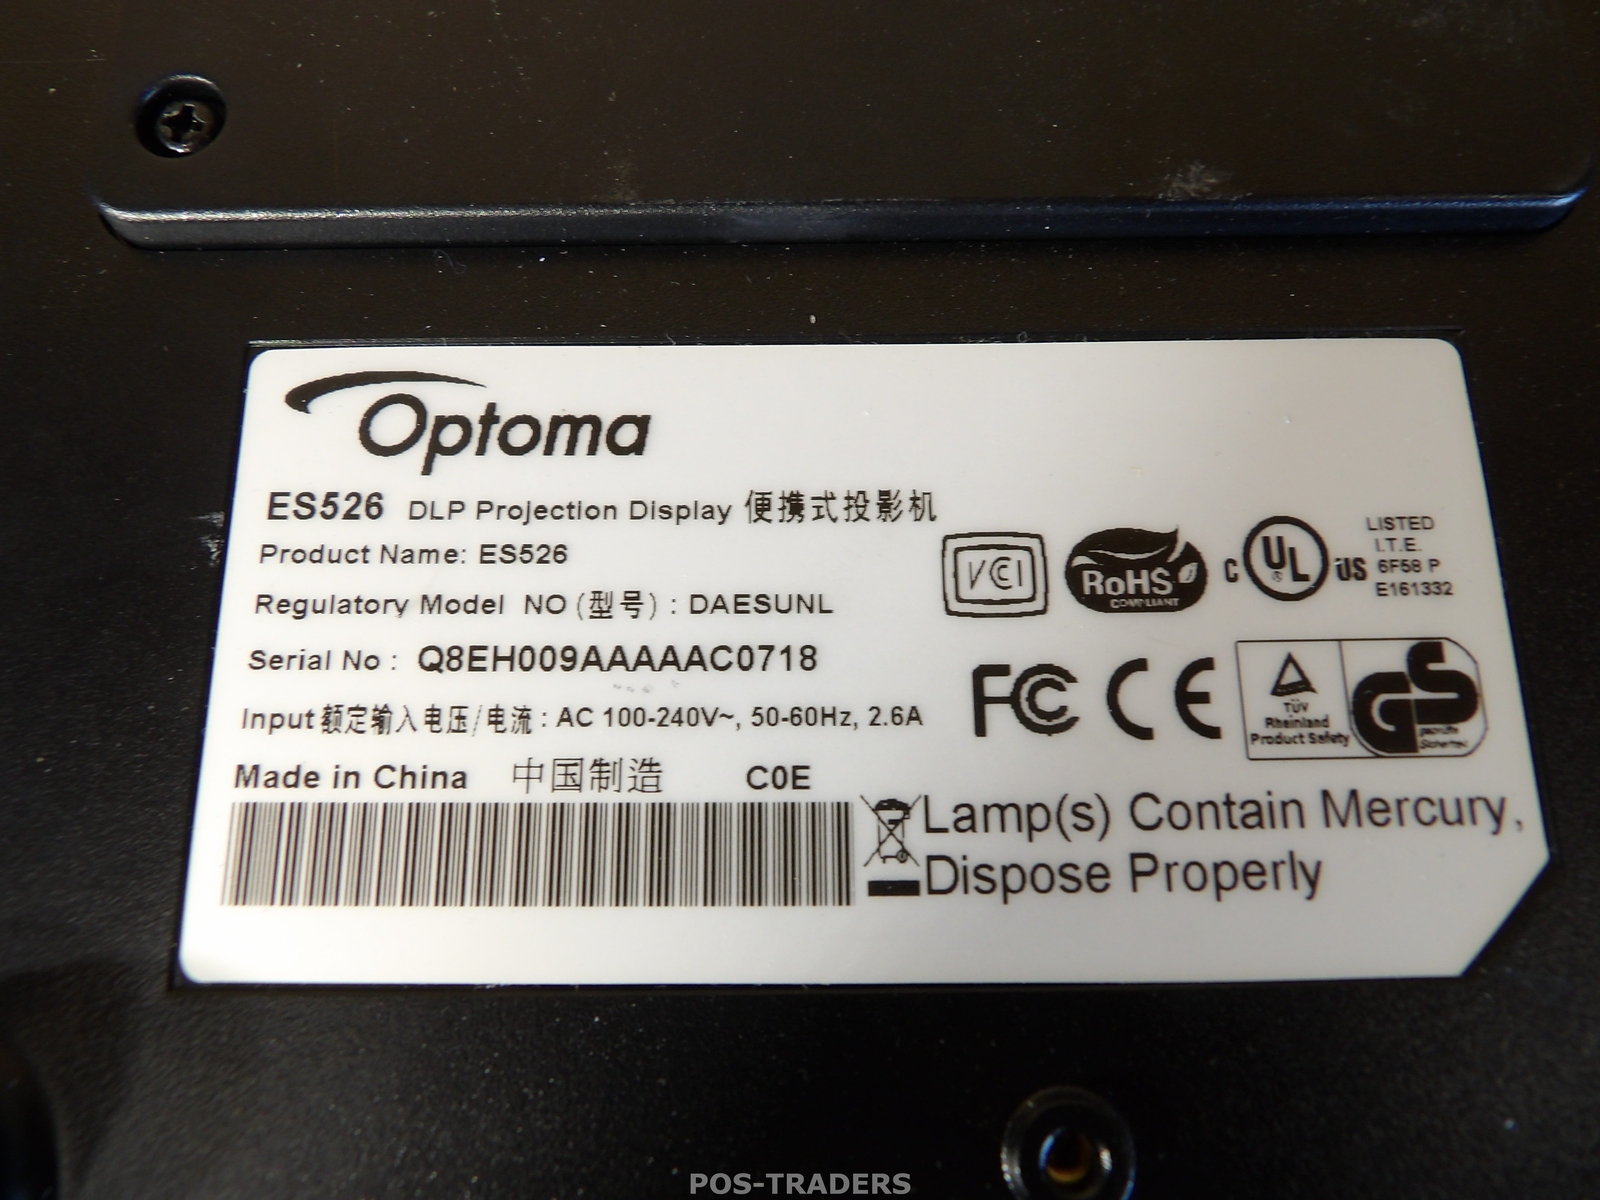 Optoma
ES526 DLP Projection Display 便携式投影机
Product Name: ES526
Regulatory Model NO (型号) : DAESUNL
Serial No : Q8EH009AAAAAC0718
Input 额定输入电压/电流 : AC 100-240V~, 50-60Hz, 2.6A
Made in China 中国制造 C0E
VCCI
RoHS
COMPLIANT
C UL US
LISTED
I.T.E.
6F58 P
E161332
FC CE
TÜV
Rheinland
Product Safety
GS
geprüfte
Sicherheit
Lamp(s) Contain Mercury,
Dispose Properly
POS-TRADERS